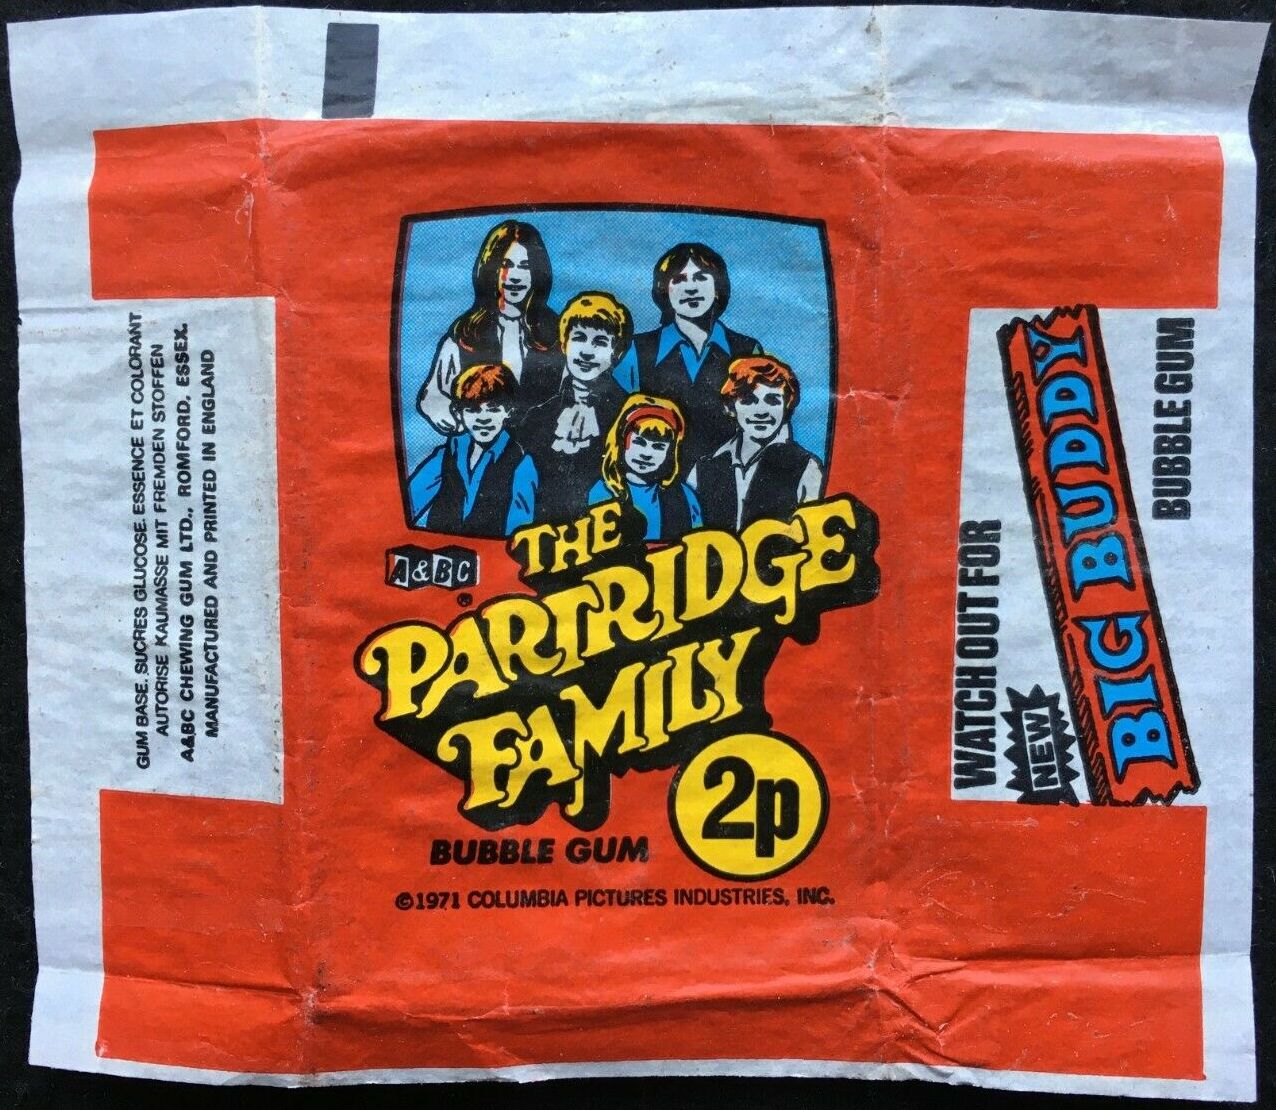 GUM BASE. SUCRES GLUCOSE. ESSENCE ET COLORANT
AUTORISE KAUMASSE MIT FREMDEN STOFFEN
A&BC CHEWING GUM LTD., ROMFORD. ESSEX.
MANUFACTURED AND PRINTED IN ENGLAND
A&BC
®
THE
PARTRIDGE
FAMILY
2p
BUBBLE GUM
©1971 COLUMBIA PICTURES INDUSTRIES, INC.
WATCH OUT FOR
NEW
BIG BUDDY
BUBBLE GUM